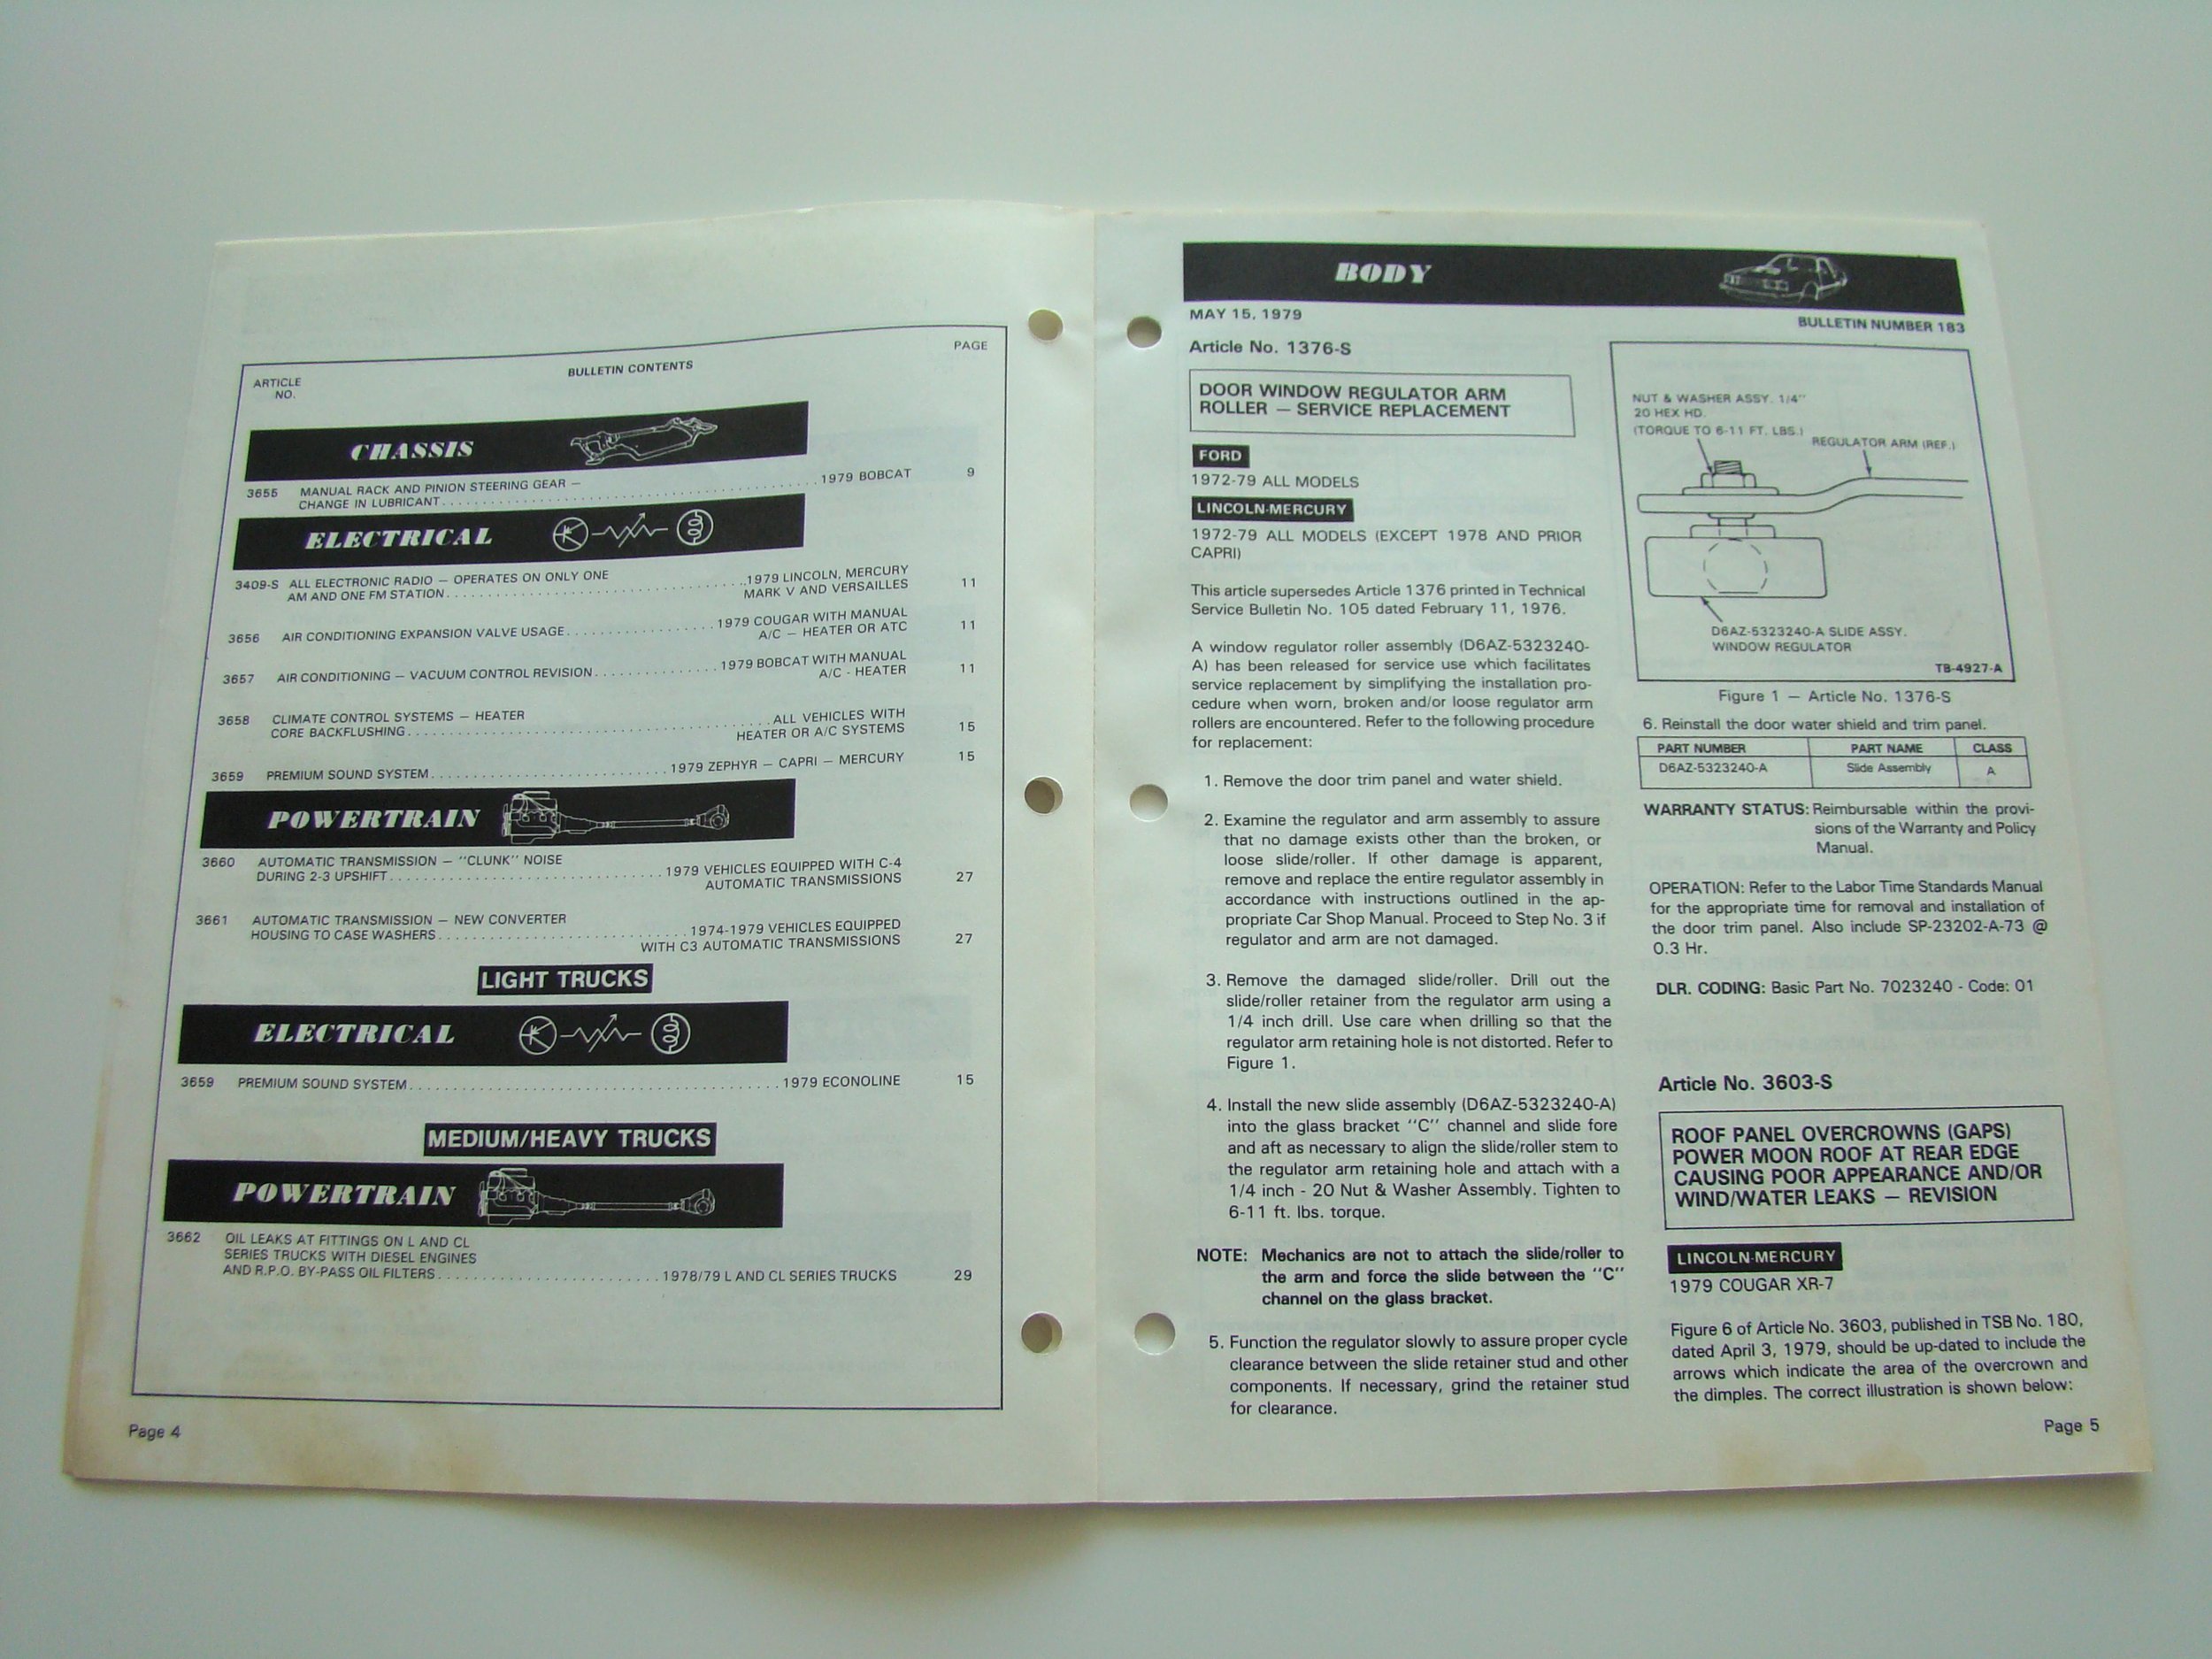 ARTICLE
NO.
BULLETIN CONTENTS
PAGE
CHASSIS
3655 MANUAL RACK AND PINION STEERING GEAR —
CHANGE IN LUBRICANT 1979 BOBCAT 9
ELECTRICAL
3409-S ALL ELECTRONIC RADIO — OPERATES ON ONLY ONE 1979 LINCOLN, MERCURY
AM AND ONE FM STATION MARK V AND VERSAILLES 11
3656 AIR CONDITIONING EXPANSION VALVE USAGE 1979 COUGAR WITH MANUAL
A/C — HEATER OR ATC 11
3657 AIR CONDITIONING — VACUUM CONTROL REVISION 1979 BOBCAT WITH MANUAL
A/C - HEATER 11
3658 CLIMATE CONTROL SYSTEMS — HEATER ALL VEHICLES WITH
CORE BACKFLUSHING HEATER OR A/C SYSTEMS 15
3659 PREMIUM SOUND SYSTEM 1979 ZEPHYR — CAPRI — MERCURY 15
POWERTRAIN
3660 AUTOMATIC TRANSMISSION — "CLUNK" NOISE
DURING 2-3 UPSHIFT 1979 VEHICLES EQUIPPED WITH C-4
AUTOMATIC TRANSMISSIONS 27
3661 AUTOMATIC TRANSMISSION — NEW CONVERTER
HOUSING TO CASE WASHERS 1974-1979 VEHICLES EQUIPPED
WITH C3 AUTOMATIC TRANSMISSIONS 27
LIGHT TRUCKS
ELECTRICAL
3659 PREMIUM SOUND SYSTEM 1979 ECONOLINE 15
MEDIUM/HEAVY TRUCKS
POWERTRAIN
3662 OIL LEAKS AT FITTINGS ON L AND CL
SERIES TRUCKS WITH DIESEL ENGINES
AND R.P.O. BY-PASS OIL FILTERS 1978/79 L AND CL SERIES TRUCKS 29
Page 4
BODY
MAY 15, 1979
BULLETIN NUMBER 183
Article No. 1376-S
DOOR WINDOW REGULATOR ARM
ROLLER — SERVICE REPLACEMENT
FORD
1972-79 ALL MODELS
LINCOLN-MERCURY
1972-79 ALL MODELS (EXCEPT 1978 AND PRIOR
CAPRI)
This article supersedes Article 1376 printed in Technical
Service Bulletin No. 105 dated February 11, 1976.
A window regulator roller assembly (D6AZ-5323240-
A) has been released for service use which facilitates
service replacement by simplifying the installation pro-
cedure when worn, broken and/or loose regulator arm
rollers are encountered. Refer to the following procedure
for replacement:
1. Remove the door trim panel and water shield.
2. Examine the regulator and arm assembly to assure
that no damage exists other than the broken, or
loose slide/roller. If other damage is apparent,
remove and replace the entire regulator assembly in
accordance with instructions outlined in the ap-
propriate Car Shop Manual. Proceed to Step No. 3 if
regulator and arm are not damaged.
3. Remove the damaged slide/roller. Drill out the
slide/roller retainer from the regulator arm using a
1/4 inch drill. Use care when drilling so that the
regulator arm retaining hole is not distorted. Refer to
Figure 1.
4. Install the new slide assembly (D6AZ-5323240-A)
into the glass bracket "C" channel and slide fore
and aft as necessary to align the slide/roller stem to
the regulator arm retaining hole and attach with a
1/4 inch - 20 Nut & Washer Assembly. Tighten to
6-11 ft. lbs. torque.
NOTE: Mechanics are not to attach the slide/roller to
the arm and force the slide between the "C"
channel on the glass bracket.
5. Function the regulator slowly to assure proper cycle
clearance between the slide retainer stud and other
components. If necessary, grind the retainer stud
for clearance.
NUT & WASHER ASSY. 1/4"
20 HEX HD.
(TORQUE TO 6-11 FT. LBS.)
REGULATOR ARM (REF.)
D6AZ-5323240-A SLIDE ASSY.
WINDOW REGULATOR
TB-4927-A
Figure 1 — Article No. 1376-S
6. Reinstall the door water shield and trim panel.
PART NUMBER PART NAME CLASS
D6AZ-5323240-A Slide Assembly A
WARRANTY STATUS: Reimbursable within the provi-
sions of the Warranty and Policy
Manual.
OPERATION: Refer to the Labor Time Standards Manual
for the appropriate time for removal and installation of
the door trim panel. Also include SP-23202-A-73 @
0.3 Hr.
DLR. CODING: Basic Part No. 7023240 - Code: 01
Article No. 3603-S
ROOF PANEL OVERCROWNS (GAPS)
POWER MOON ROOF AT REAR EDGE
CAUSING POOR APPEARANCE AND/OR
WIND/WATER LEAKS — REVISION
LINCOLN-MERCURY
1979 COUGAR XR-7
Figure 6 of Article No. 3603, published in TSB No. 180,
dated April 3, 1979, should be up-dated to include the
arrows which indicate the area of the overcrown and
the dimples. The correct illustration is shown below:
Page 5